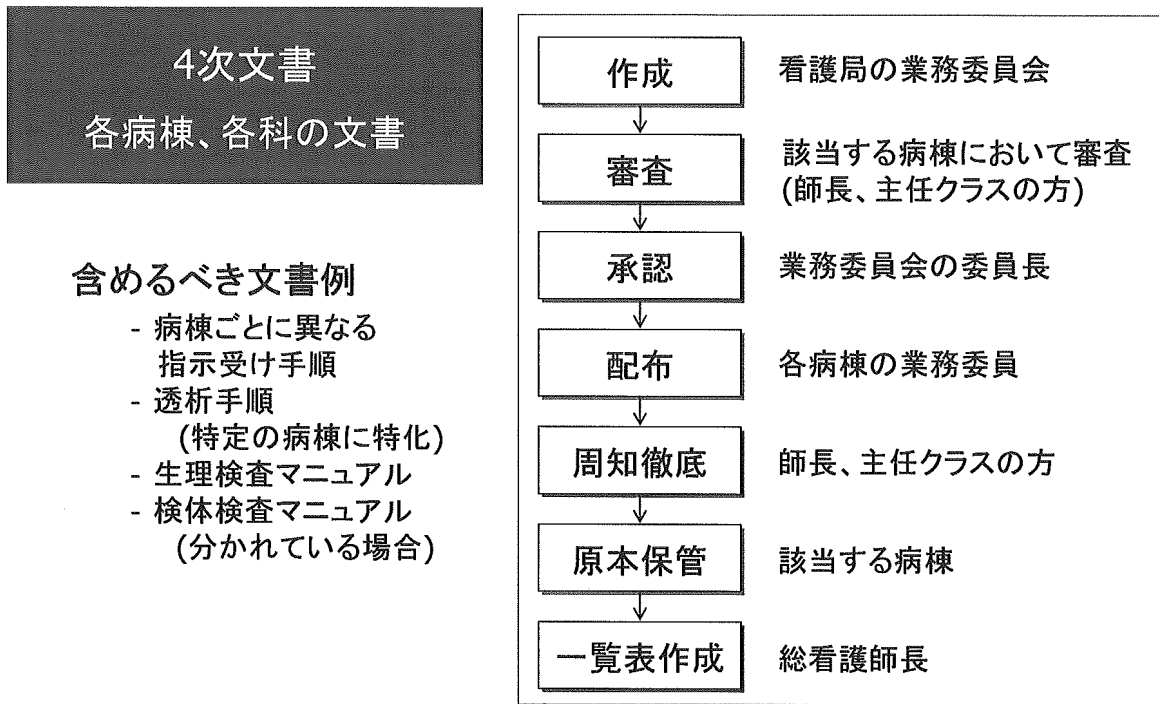 4次文書
各病棟、各科の文書
含めるべき文書例
- 病棟ごとに異なる
指示受け手順
- 透析手順
(特定の病棟に特化)
- 生理検査マニュアル
- 検体検査マニュアル
(分かれている場合)
作成 看護局の業務委員会
審査 該当する病棟において審査
(師長、主任クラスの方)
承認 業務委員会の委員長
配布 各病棟の業務委員
周知徹底 師長、主任クラスの方
原本保管 該当する病棟
一覧表作成 総看護師長